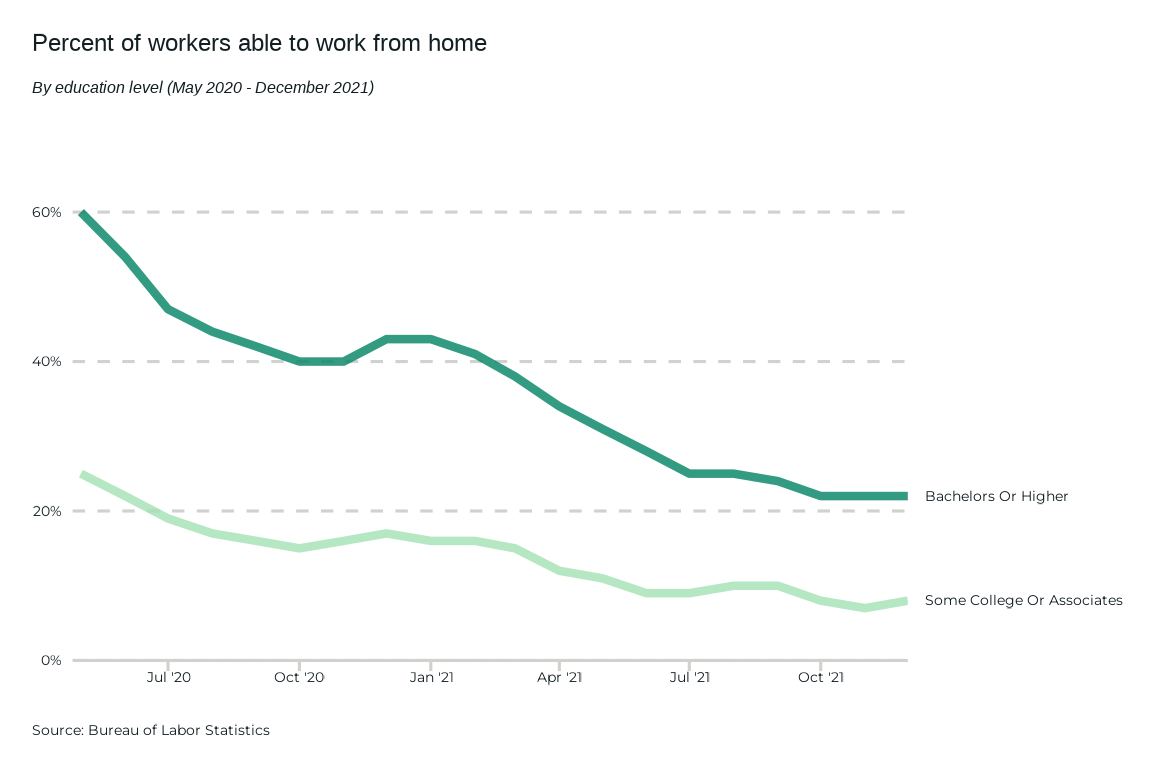 Percent of workers able to work from home
By education level (May 2020 - December 2021)
60%
40%
20%
0%
Bachelors Or Higher
Some College Or Associates
Jul '20
Oct '20
Jan '21
Apr '21
Jul '21
Oct '21
Source: Bureau of Labor Statistics